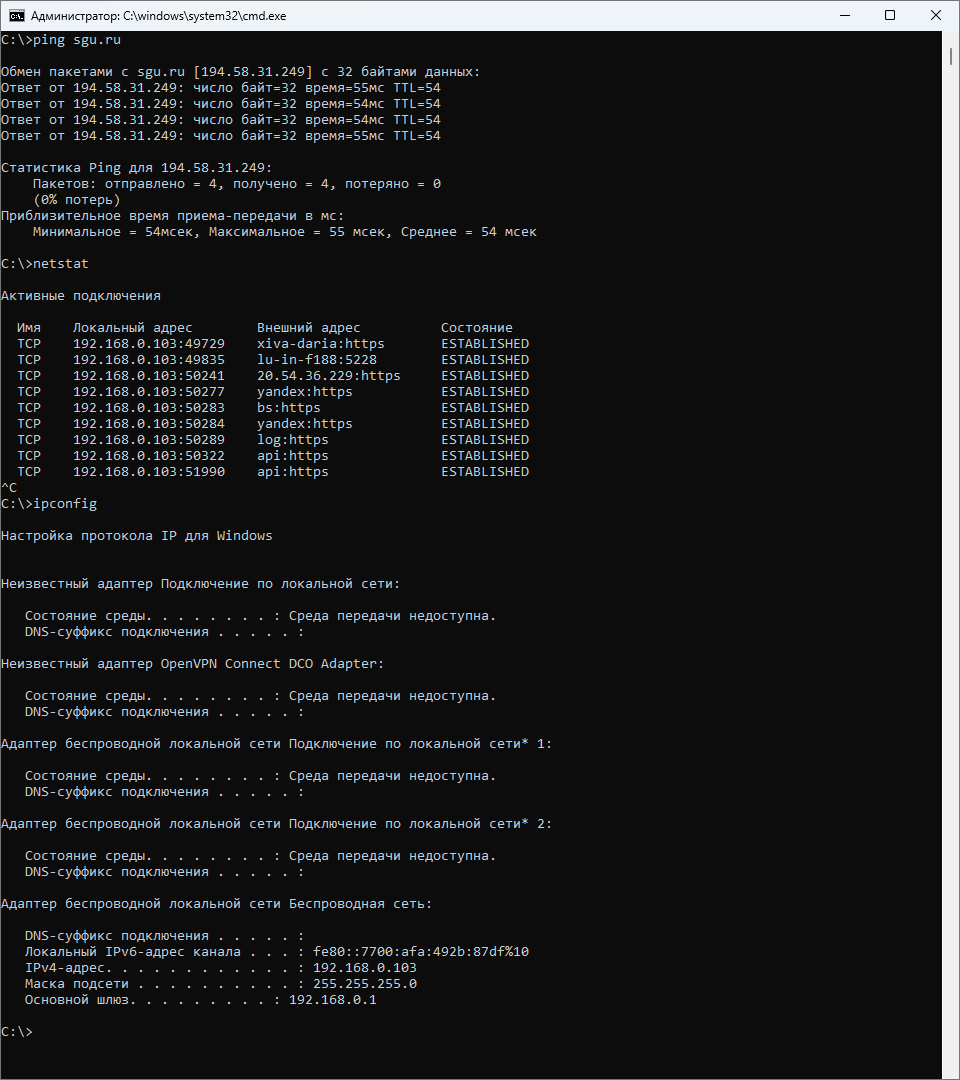 Администратор: C:\windows\system32\cmd.exe
C:\>ping sgu.ru
Обмен пакетами с sgu.ru [194.58.31.249] с 32 байтами данных:
Ответ от 194.58.31.249: число байт=32 время=55мс TTL=54
Ответ от 194.58.31.249: число байт=32 время=54мс TTL=54
Ответ от 194.58.31.249: число байт=32 время=54мс TTL=54
Ответ от 194.58.31.249: число байт=32 время=55мс TTL=54
Статистика Ping для 194.58.31.249:
    Пакетов: отправлено = 4, получено = 4, потеряно = 0
    (0% потерь)
Приблизительное время приема-передачи в мс:
    Минимальное = 54мсек, Максимальное = 55 мсек, Среднее = 54 мсек
C:\>netstat
Активные подключения
  Имя    Локальный адрес        Внешний адрес          Состояние
  TCP    192.168.0.103:49729    xiva-daria:https       ESTABLISHED
  TCP    192.168.0.103:49835    lu-in-f188:5228        ESTABLISHED
  TCP    192.168.0.103:50241    20.54.36.229:https     ESTABLISHED
  TCP    192.168.0.103:50277    yandex:https           ESTABLISHED
  TCP    192.168.0.103:50283    bs:https               ESTABLISHED
  TCP    192.168.0.103:50284    yandex:https           ESTABLISHED
  TCP    192.168.0.103:50289    log:https              ESTABLISHED
  TCP    192.168.0.103:50322    api:https              ESTABLISHED
  TCP    192.168.0.103:51990    api:https              ESTABLISHED
^C
C:\>ipconfig
Настройка протокола IP для Windows
Неизвестный адаптер Подключение по локальной сети:
   Состояние среды. . . . . . . . : Среда передачи недоступна.
   DNS-суффикс подключения . . . . . :
Неизвестный адаптер OpenVPN Connect DCO Adapter:
   Состояние среды. . . . . . . . : Среда передачи недоступна.
   DNS-суффикс подключения . . . . . :
Адаптер беспроводной локальной сети Подключение по локальной сети* 1:
   Состояние среды. . . . . . . . : Среда передачи недоступна.
   DNS-суффикс подключения . . . . . :
Адаптер беспроводной локальной сети Подключение по локальной сети* 2:
   Состояние среды. . . . . . . . : Среда передачи недоступна.
   DNS-суффикс подключения . . . . . :
Адаптер беспроводной локальной сети Беспроводная сеть:
   DNS-суффикс подключения . . . . . :
   Локальный IPv6-адрес канала . . . : fe80::7700:afa:492b:87df%10
   IPv4-адрес. . . . . . . . . . . . : 192.168.0.103
   Маска подсети . . . . . . . . . . : 255.255.255.0
   Основной шлюз. . . . . . . . . : 192.168.0.1
C:\>